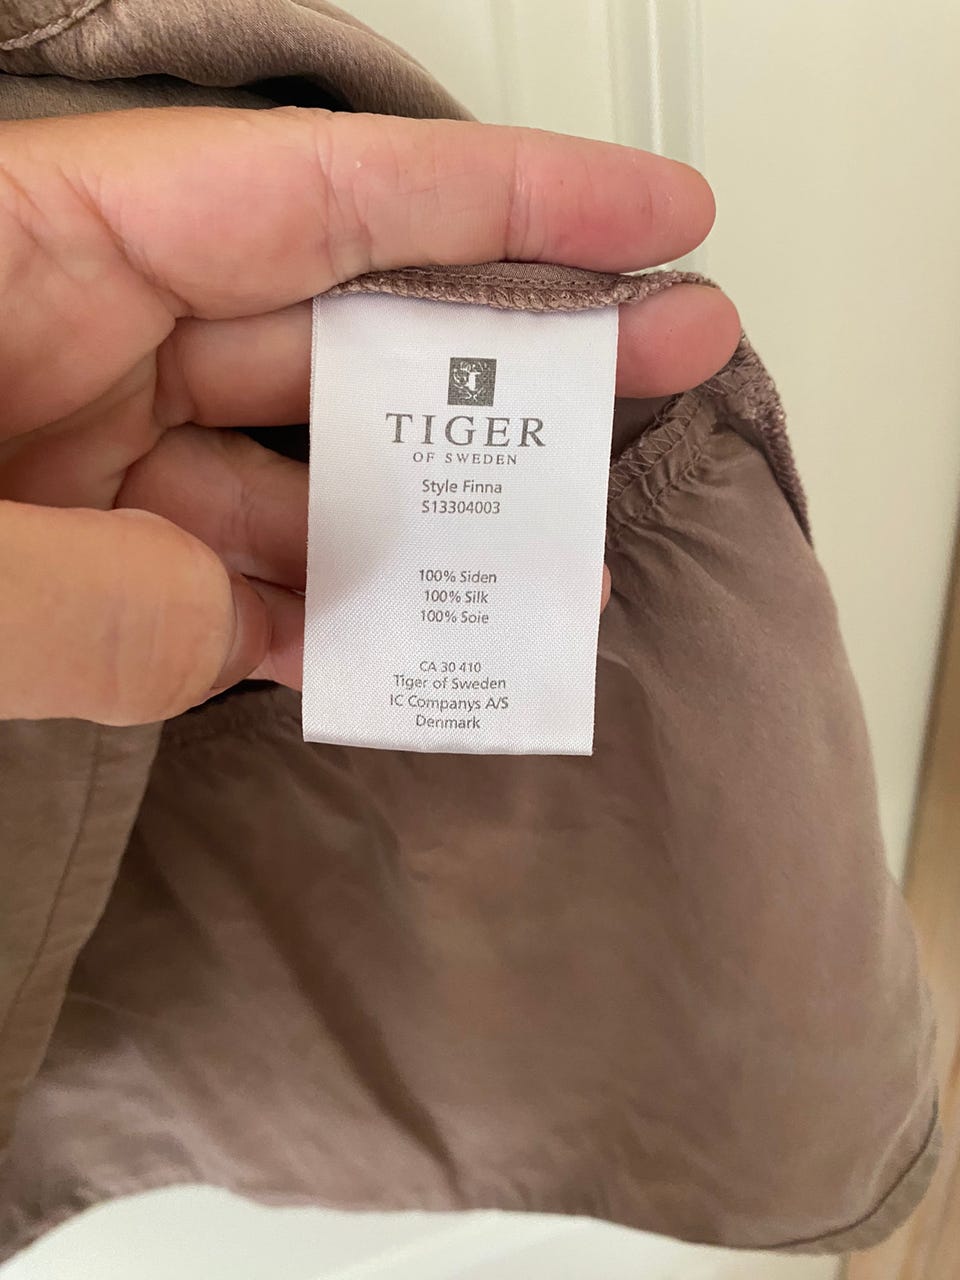 TIGER
OF SWEDEN
Style Finna
S13304003
100% Siden
100% Silk
100% Soie
CA 30 410
Tiger of Sweden
IC Companys A/S
Denmark